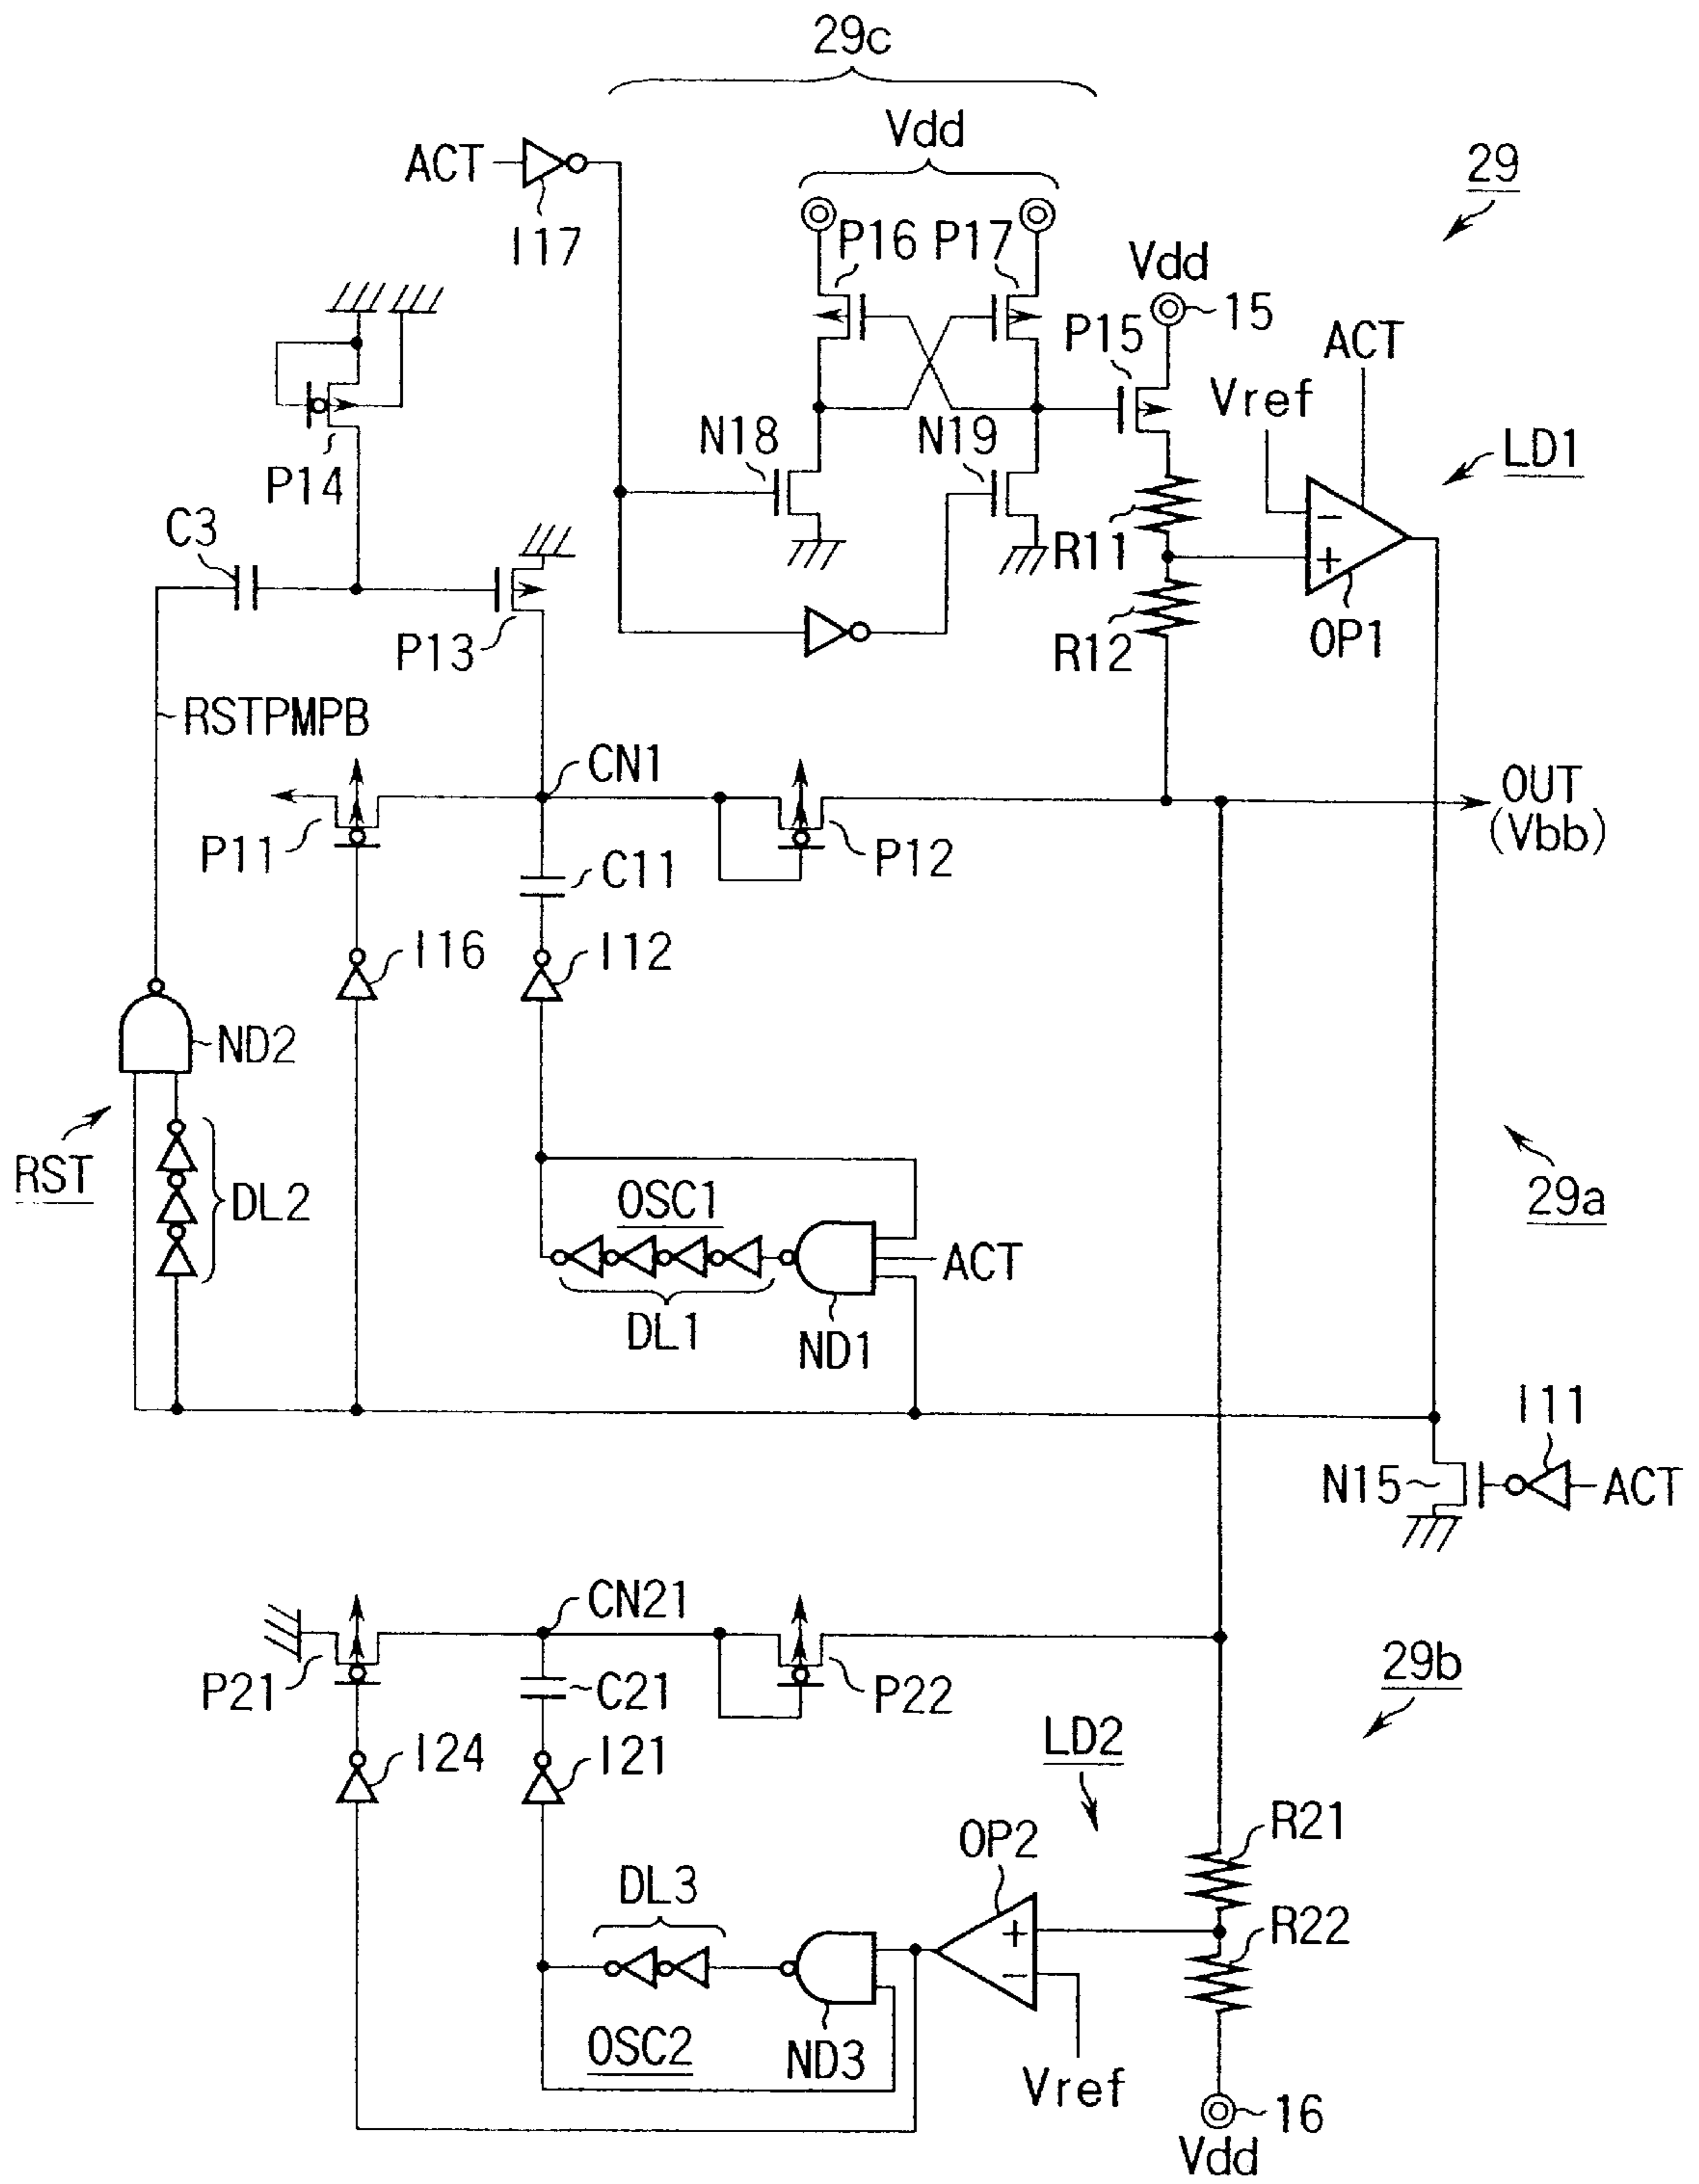 29c
Vdd
ACT
I17
P16
P17
29
Vdd
15
P15
ACT
Vref
P14
N18
N19
LD1
C3
R11
− 
+
OP1
P13
R12
RSTPMPB
CN1
OUT
(Vbb)
P11
C11
P12
I16
I12
ND2
RST
DL2
OSC1
29a
ACT
DL1
ND1
I11
N15
ACT
CN21
29b
P21
C21
P22
LD2
I24
I21
OP2
R21
DL3
+
R22
−
OSC2
ND3
Vref
16
Vdd